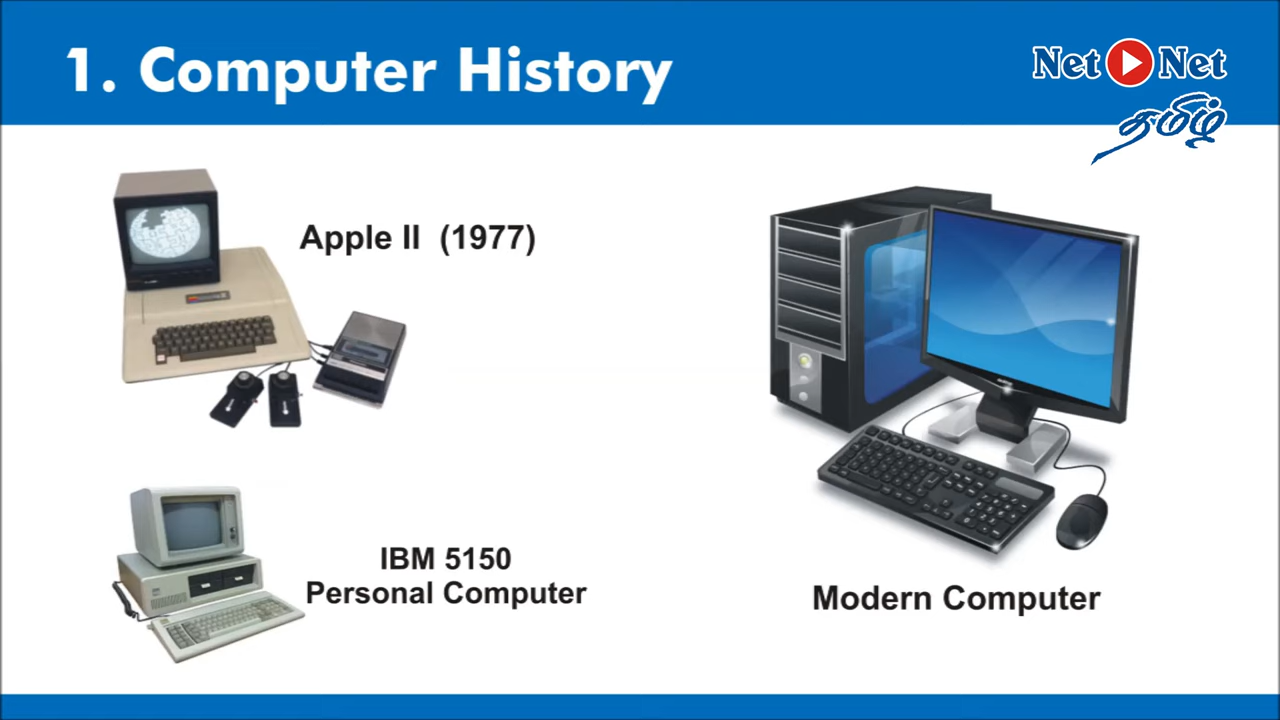 1. Computer History
Net Net
தமிழ்
Apple II (1977)
IBM 5150
Personal Computer
Modern Computer